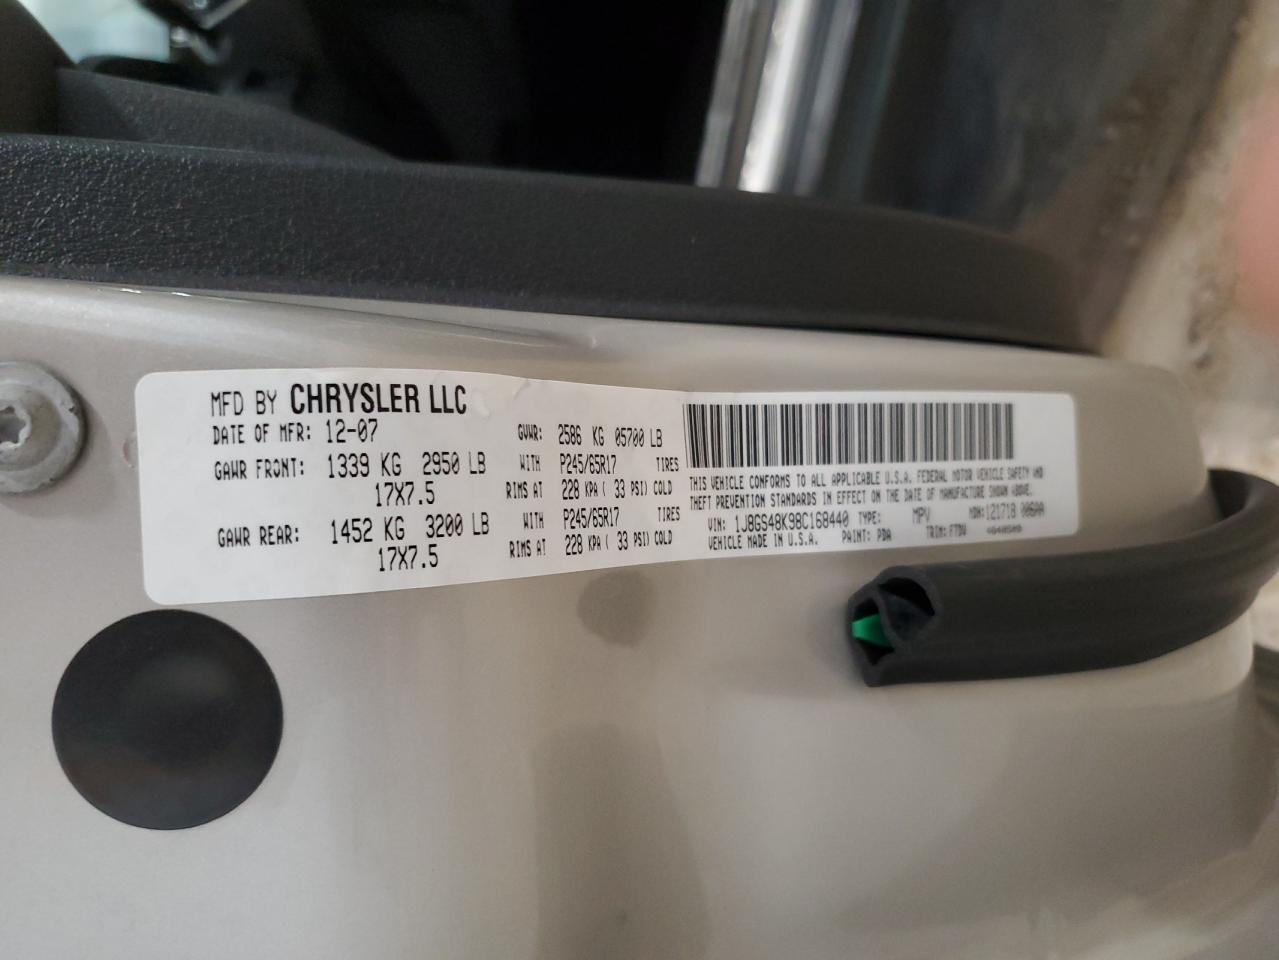 MFD BY CHRYSLER LLC
DATE OF MFR: 12-07 GVWR: 2586 KG 05700 LB
GAWR FRONT: 1339 KG 2950 LB WITH P245/65R17 TIRES
17X7.5 RIMS AT 228 KPA ( 33 PSI) COLD
GAWR REAR: 1452 KG 3200 LB WITH P245/65R17 TIRES
17X7.5 RIMS AT 228 KPA ( 33 PSI) COLD
THIS VEHICLE CONFORMS TO ALL APPLICABLE U.S.A. FEDERAL MOTOR VEHICLE SAFETY AND
THEFT PREVENTION STANDARDS IN EFFECT ON THE DATE OF MANUFACTURE SHOWN ABOVE.
VIN: 1J8GS48K98C168440 TYPE: MPV MDH: 121718 006AA
VEHICLE MADE IN U.S.A. PAINT: PDA TRIM: